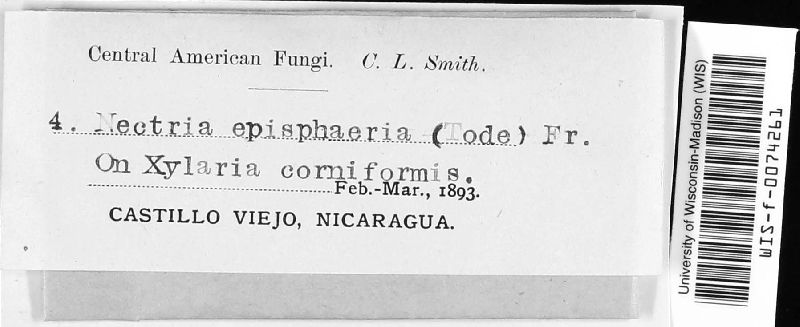 Central American Fungi. C. L. Smith.
4. Nectria episphaeria (Tode) Fr.
On Xylaria corniformis.
Feb.-Mar., 1893.
CASTILLO VIEJO, NICARAGUA.
University of Wisconsin-Madison (WIS)
WIS-f-0074261